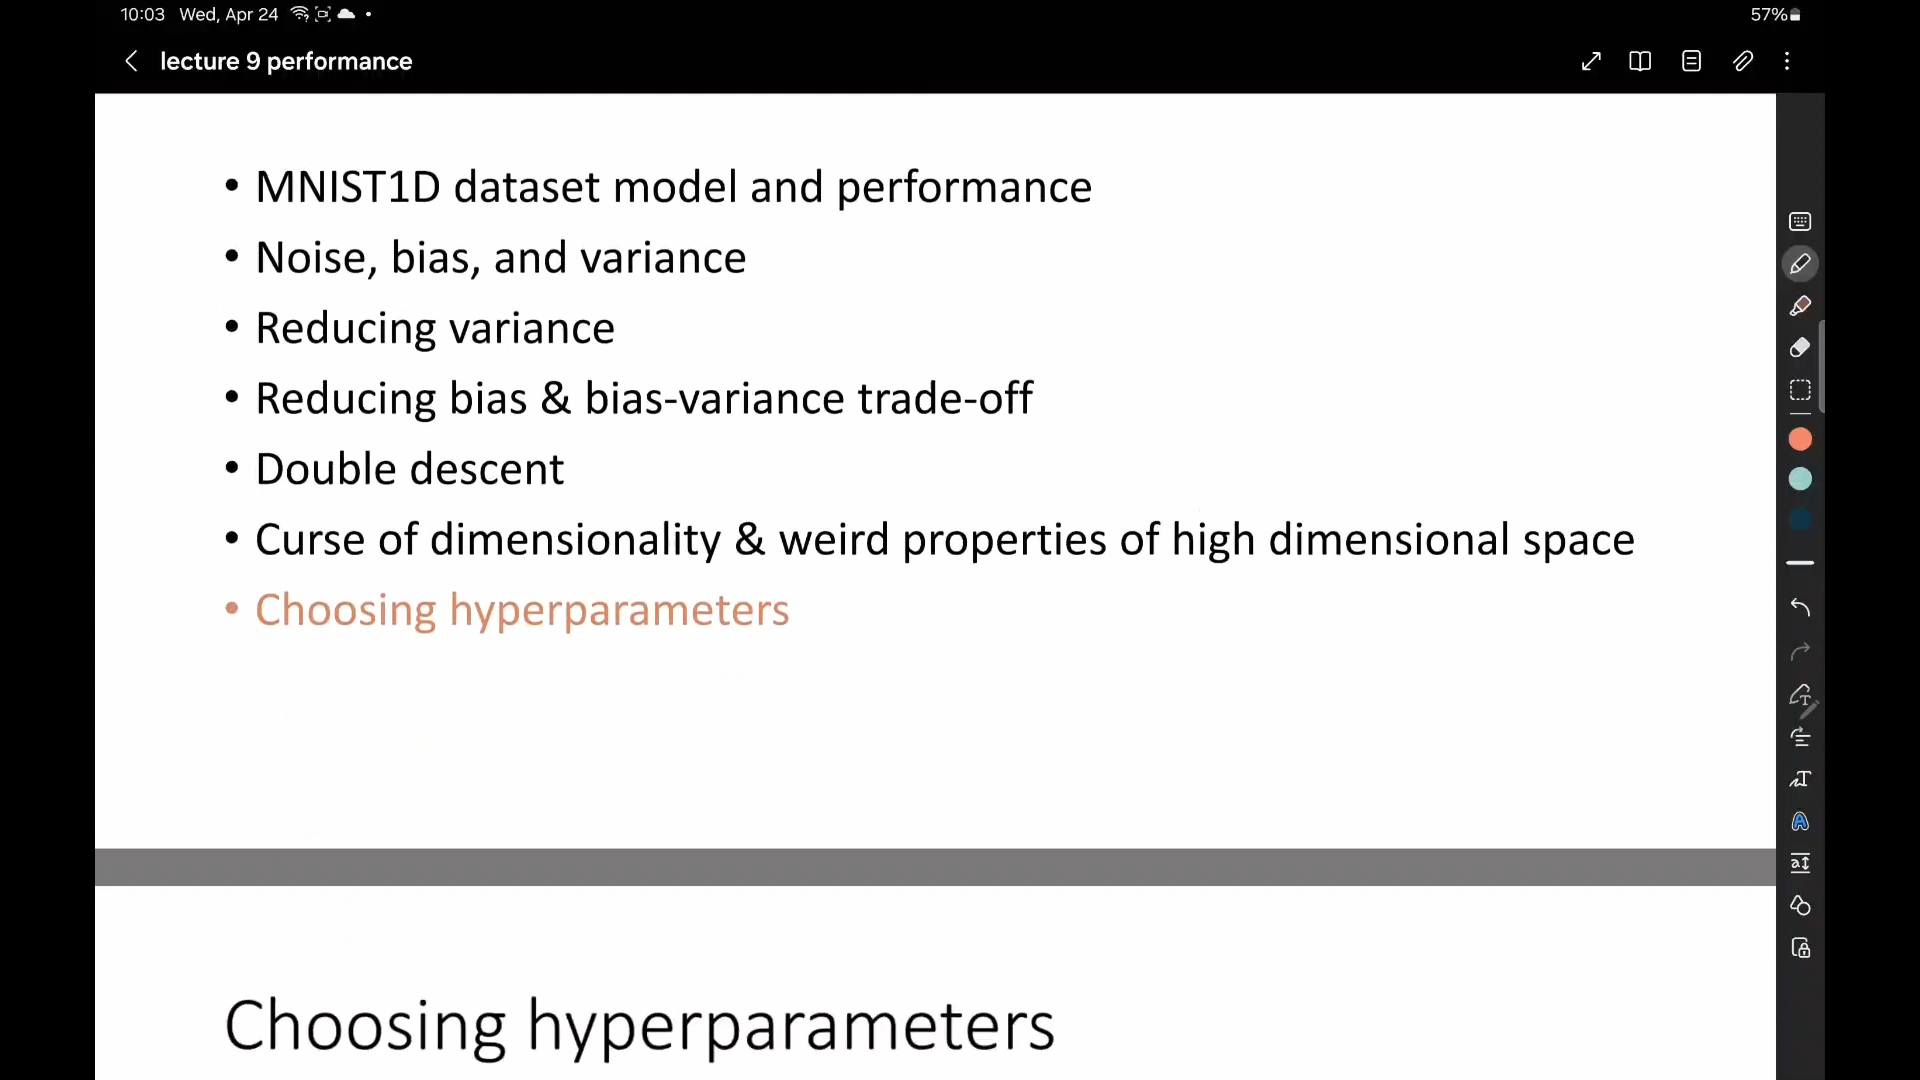 10:03 Wed, Apr 24
57%
lecture 9 performance
• MNIST1D dataset model and performance
• Noise, bias, and variance
• Reducing variance
• Reducing bias & bias-variance trade-off
• Double descent
• Curse of dimensionality & weird properties of high dimensional space
• Choosing hyperparameters
Choosing hyperparameters